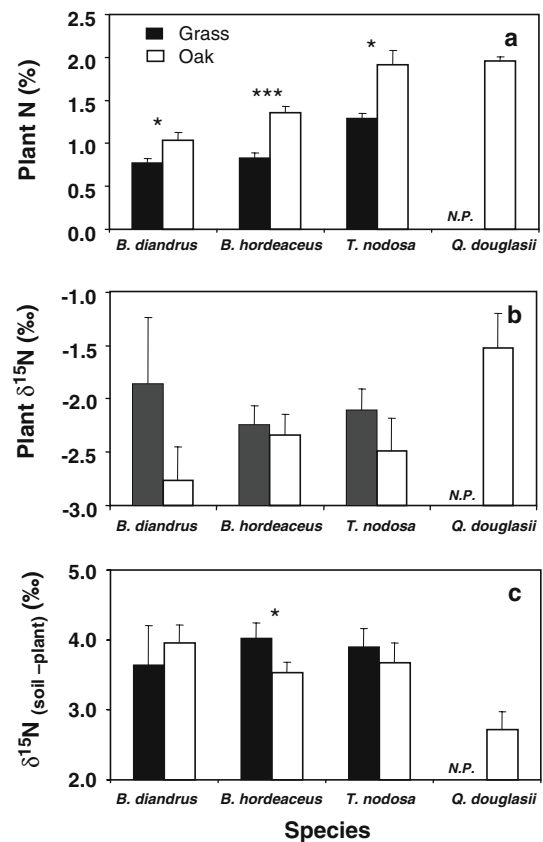 Grass
Oak
a
Plant N (%)
2.5
2.0
1.5
1.0
0.5
0.0
*
***
*
N.P.
B. diandrus
B. hordeaceus
T. nodosa
Q. douglasii
b
Plant δ¹⁵N (‰)
-1.0
-1.5
-2.0
-2.5
-3.0
N.P.
B. diandrus
B. hordeaceus
T. nodosa
Q. douglasii
c
δ¹⁵N (soil –plant) (‰)
5.0
4.0
3.0
2.0
*
N.P.
B. diandrus
B. hordeaceus
T. nodosa
Q. douglasii
Species